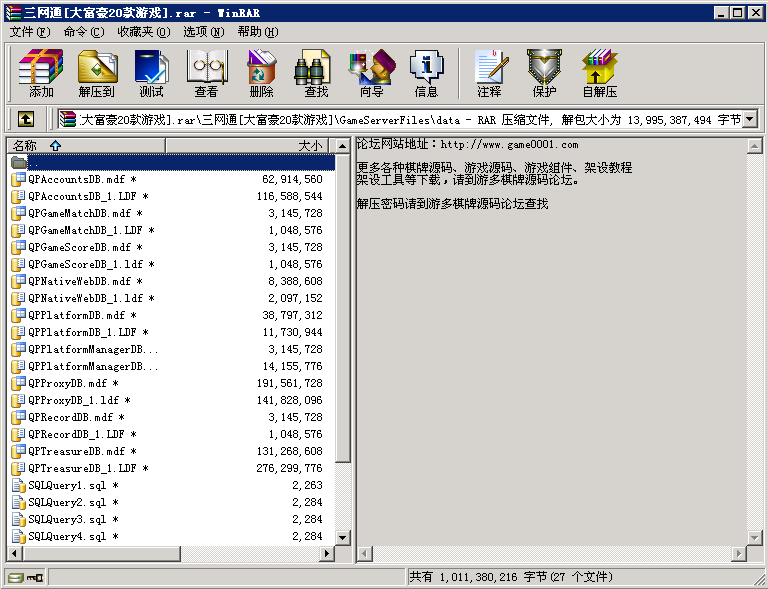 三网通[大富豪20款游戏].rar - WinRAR
文件(F) 命令(C) 收藏夹(O) 选项(N) 帮助(H)
添加 解压到 测试 查看 删除 查找 向导 信息 注释 保护 自解压
大富豪20款游戏].rar\三网通[大富豪20款游戏]\GameServerFiles\data - RAR 压缩文件, 解包大小为 13,995,387,494 字节
名称 大小
..
QPAccountsDB.mdf * 62,914,560
QPAccountsDB_1.LDF * 116,588,544
QPGameMatchDB.mdf * 3,145,728
QPGameMatchDB_1.LDF * 1,048,576
QPGameScoreDB.mdf * 3,145,728
QPGameScoreDB_1.ldf * 1,048,576
QPNativeWebDB.mdf * 8,388,608
QPNativeWebDB_1.ldf * 2,097,152
QPPlatformDB.mdf * 38,797,312
QPPlatformDB_1.LDF * 11,730,944
QPPlatformManagerDB... 3,145,728
QPPlatformManagerDB... 14,155,776
QPProxyDB.mdf * 191,561,728
QPProxyDB_1.ldf * 141,828,096
QPRecordDB.mdf * 3,145,728
QPRecordDB_1.LDF * 1,048,576
QPTreasureDB.mdf * 131,268,608
QPTreasureDB_1.LDF * 276,299,776
SQLQuery1.sql * 2,263
SQLQuery2.sql * 2,284
SQLQuery3.sql * 2,284
SQLQuery4.sql * 2,284
论坛网站地址：http://www.game0001.com
更多各种棋牌源码、游戏源码、游戏组件、架设教程
架设工具等下载，请到游多棋牌源码论坛。
解压密码请到游多棋牌源码论坛查找
共有 1,011,380,216 字节(27 个文件)